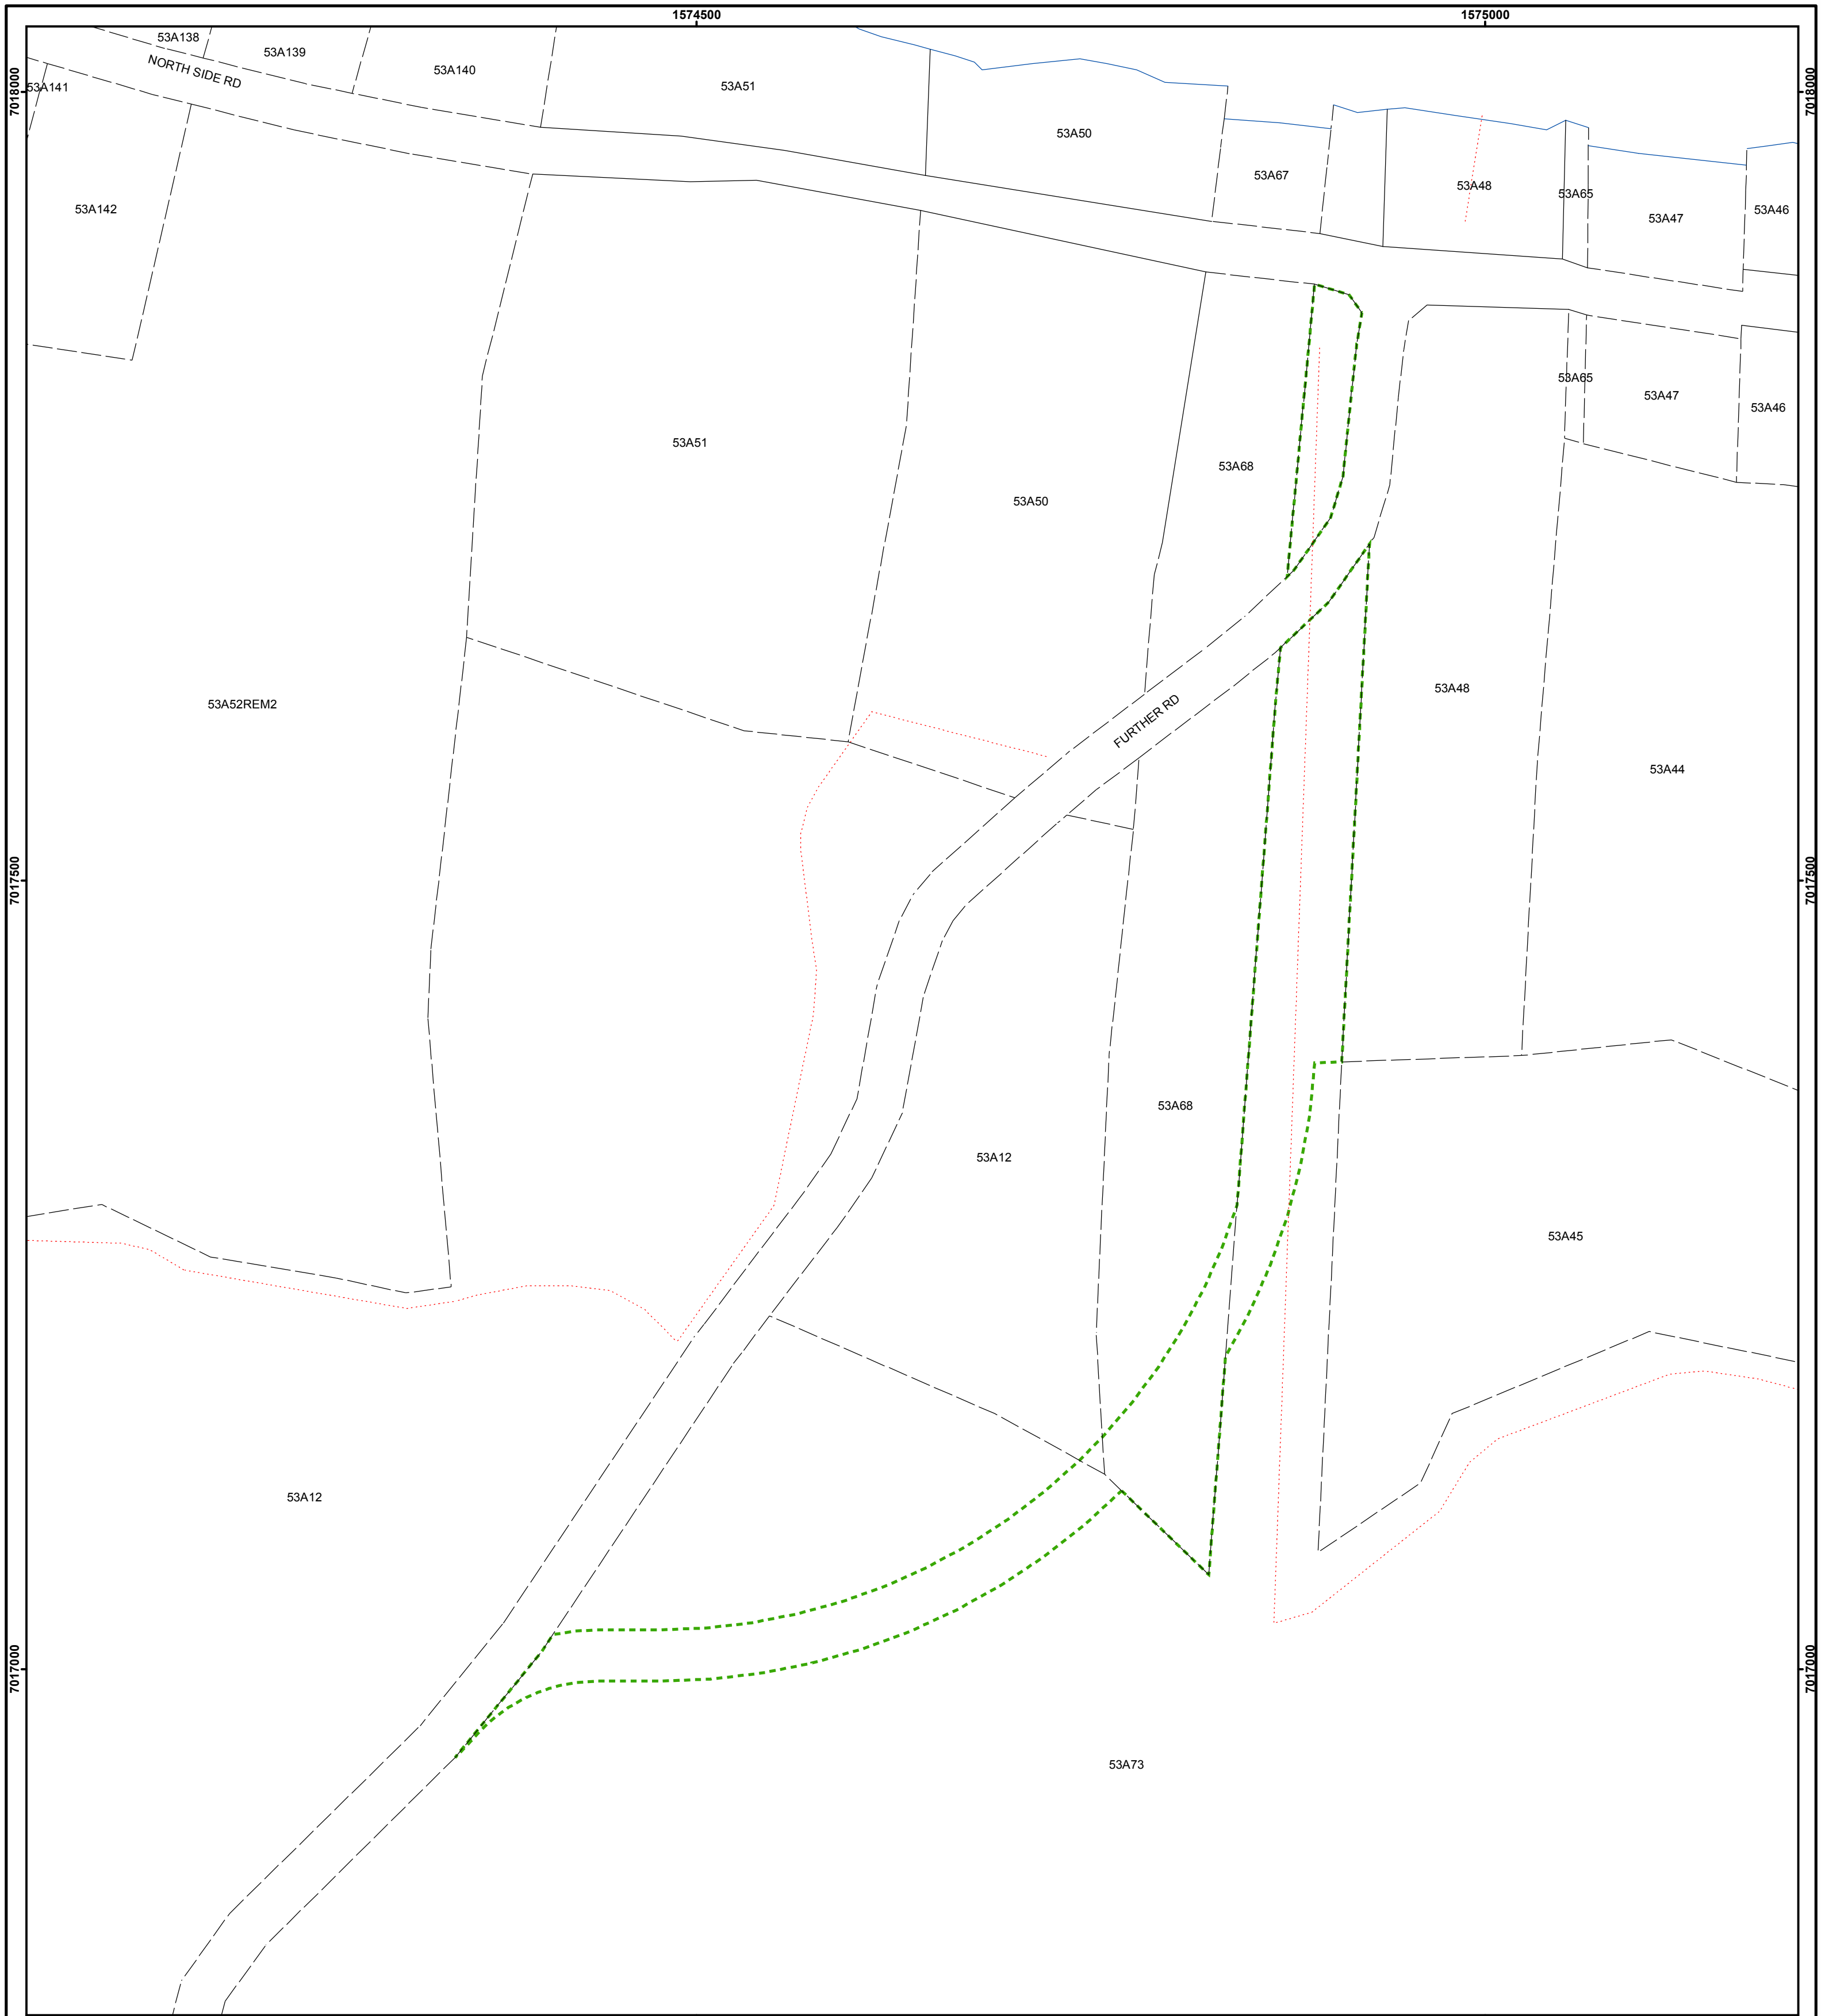 1574500
1575000
7018000
7018000
53A138
53A139
53A140
53A51
NORTH SIDE RD
53A141
53A50
53A67
53A48
53A65
53A47
53A46
53A142
53A65
53A47
53A46
53A51
53A50
53A68
53A52REM2
53A48
FURTHER RD
53A44
7017500
7017500
53A68
53A12
53A45
53A12
7017000
7017000
53A73